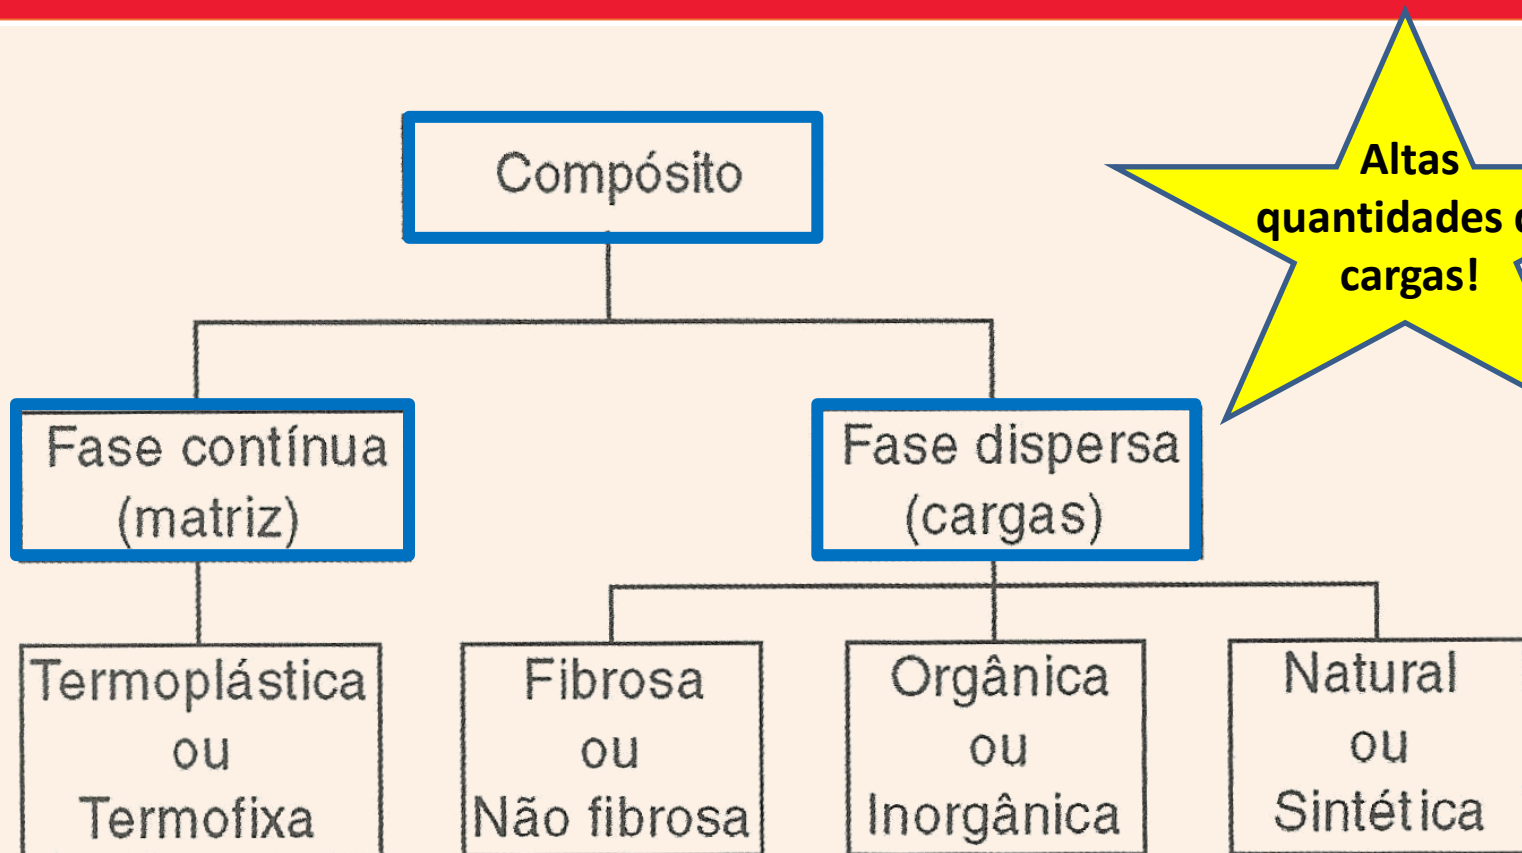 Compósito
Altas
quantidades
cargas!
Fase contínua
(matriz)
Fase dispersa
(cargas)
Termoplástica
ou
Termofixa
Fibrosa
ou
Não fibrosa
Orgânica
ou
Inorgânica
Natural
ou
Sintética